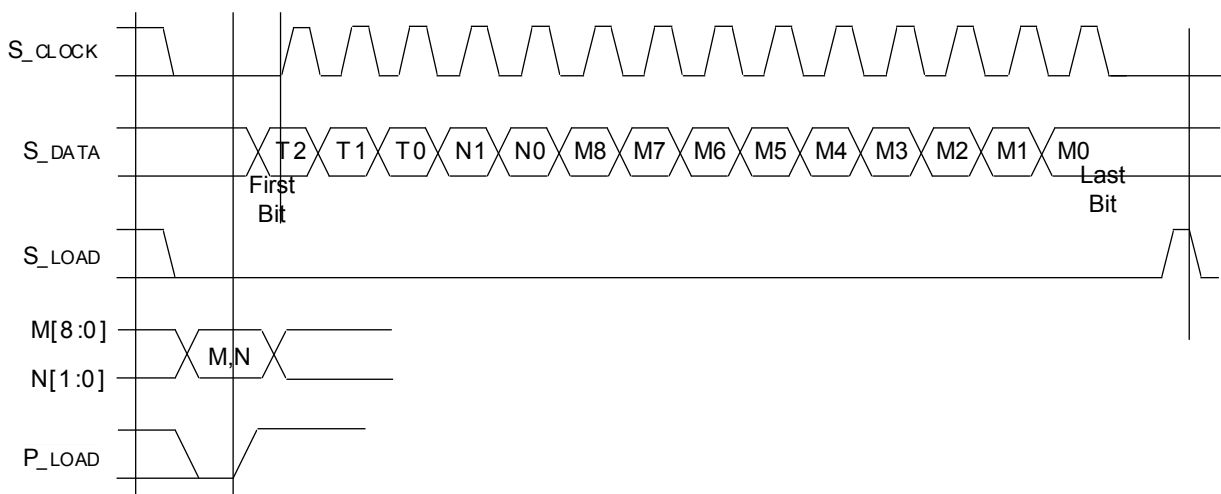 S_CLOCK
S_DATA
T2 T1 T0 N1 N0 M8 M7 M6 M5 M4 M3 M2 M1 M0
First
Bit
Last
Bit
S_LOAD
M[8:0]
M,N
N[1:0]
P_LOAD